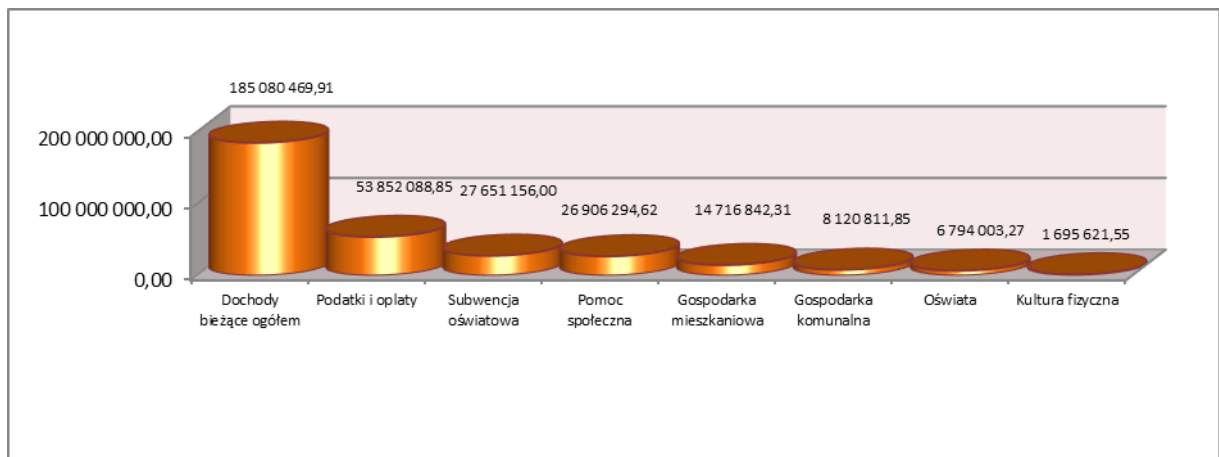 185 080 469,91
200 000 000,00
100 000 000,00
0,00
53 852 088,85
27 651 156,00
26 906 294,62
14 716 842,31
8 120 811,85
6 794 003,27
1 695 621,55
Dochody
bieżące ogółem
Podatki i oplaty
Subwencja
oświatowa
Pomoc
społeczna
Gospodarka
mieszkaniowa
Gospodarka
komunalna
Oświata
Kultura fizyczna